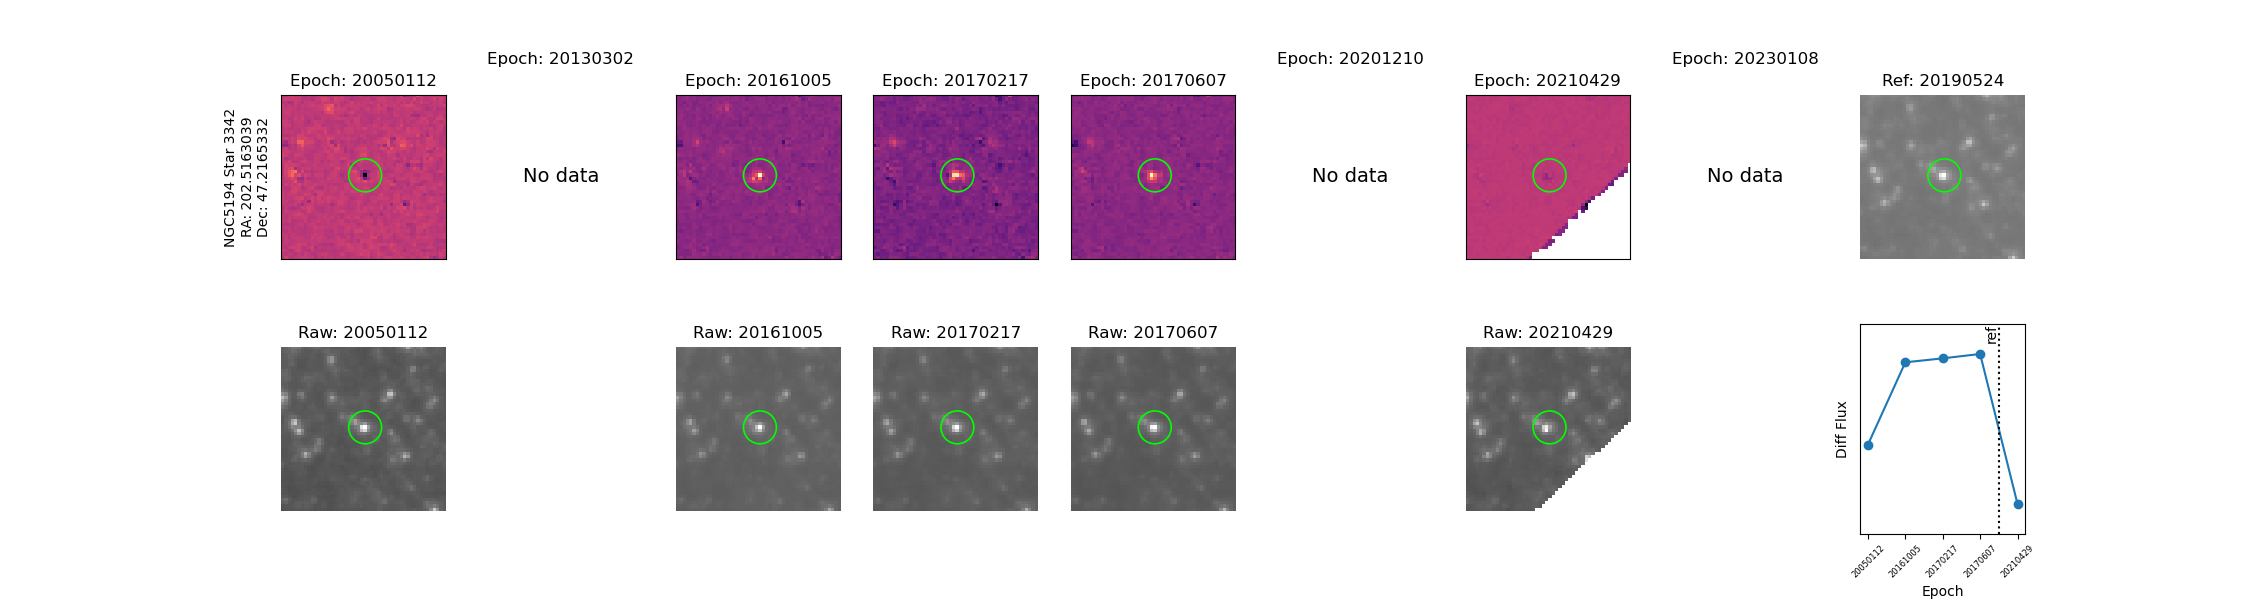 Epoch: 20130302
Epoch: 20201210
Epoch: 20230108
Epoch: 20050112
Epoch: 20161005
Epoch: 20170217
Epoch: 20170607
Epoch: 20210429
Ref: 20190524
NGC5194 Star 3342
RA: 202.5163039
Dec: 47.2165332
No data
No data
No data
Raw: 20050112
Raw: 20161005
Raw: 20170217
Raw: 20170607
Raw: 20210429
ref
Diff Flux
20050112
20161005
20170217
20170607
20210429
Epoch